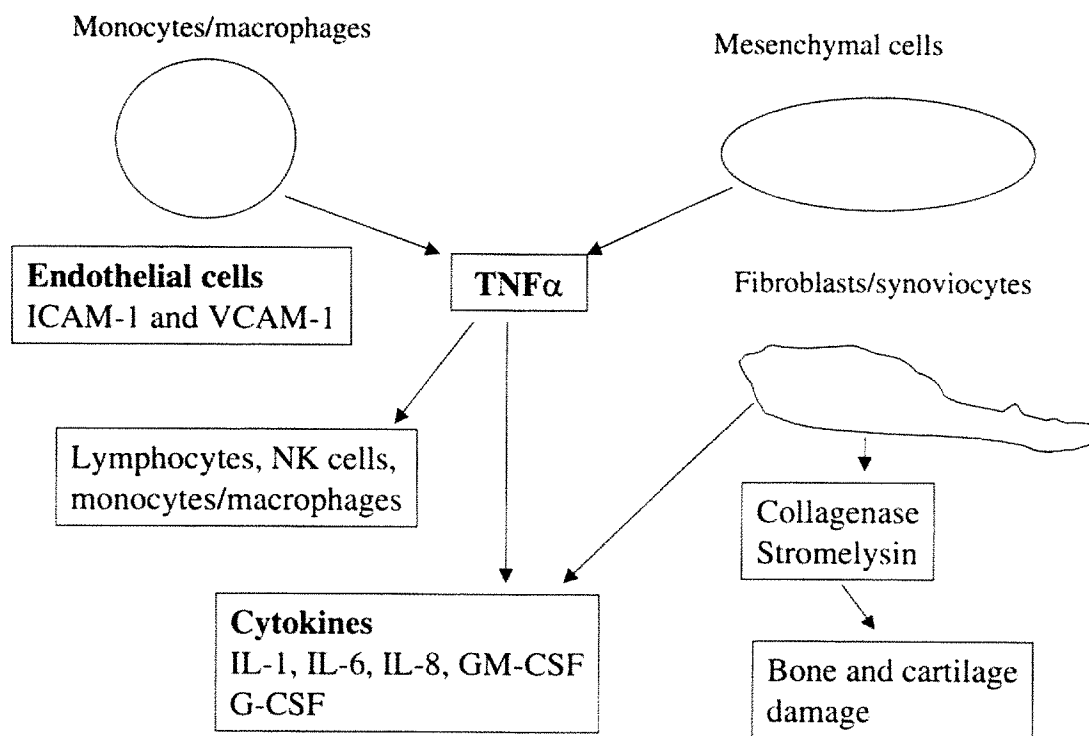 Monocytes/macrophages
Mesenchymal cells
Endothelial cells
ICAM-1 and VCAM-1
TNFα
Fibroblasts/synoviocytes
Lymphocytes, NK cells,
monocytes/macrophages
Collagenase
Stromelysin
Cytokines
IL-1, IL-6, IL-8, GM-CSF
G-CSF
Bone and cartilage
damage